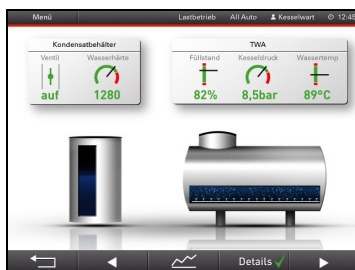 Menü Lastbetrieb All Auto Kesselwart 12:45
Kondensatbehälter
TWA
Ventil Wasserhärte
Füllstand Kesseldruck Wassertemp
auf 1280
82% 8,5bar 89°C
Details